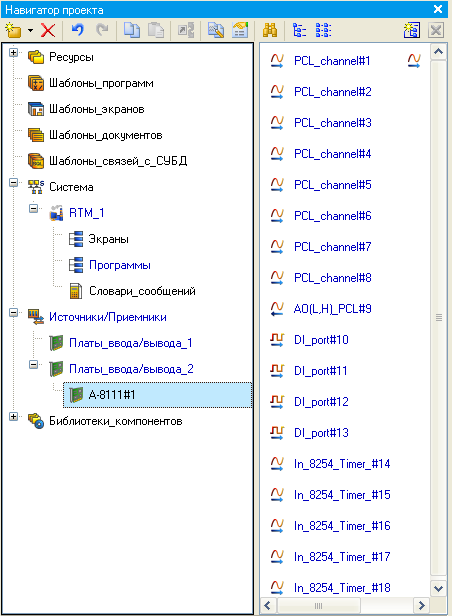 Навигатор проекта
Ресурсы
Шаблоны_программ
Шаблоны_экранов
Шаблоны_документов
Шаблоны_связей_с_СУБД
Система
RTM_1
Экраны
Программы
Словари_сообщений
Источники/Приемники
Платы_ввода/вывода_1
Платы_ввода/вывода_2
A-8111#1
Библиотеки_компонентов
PCL_channel#1
PCL_channel#2
PCL_channel#3
PCL_channel#4
PCL_channel#5
PCL_channel#6
PCL_channel#7
PCL_channel#8
AO(L,H)_PCL#9
DI_port#10
DI_port#11
DI_port#12
DI_port#13
In_8254_Timer_#14
In_8254_Timer_#15
In_8254_Timer_#16
In_8254_Timer_#17
In_8254_Timer_#18